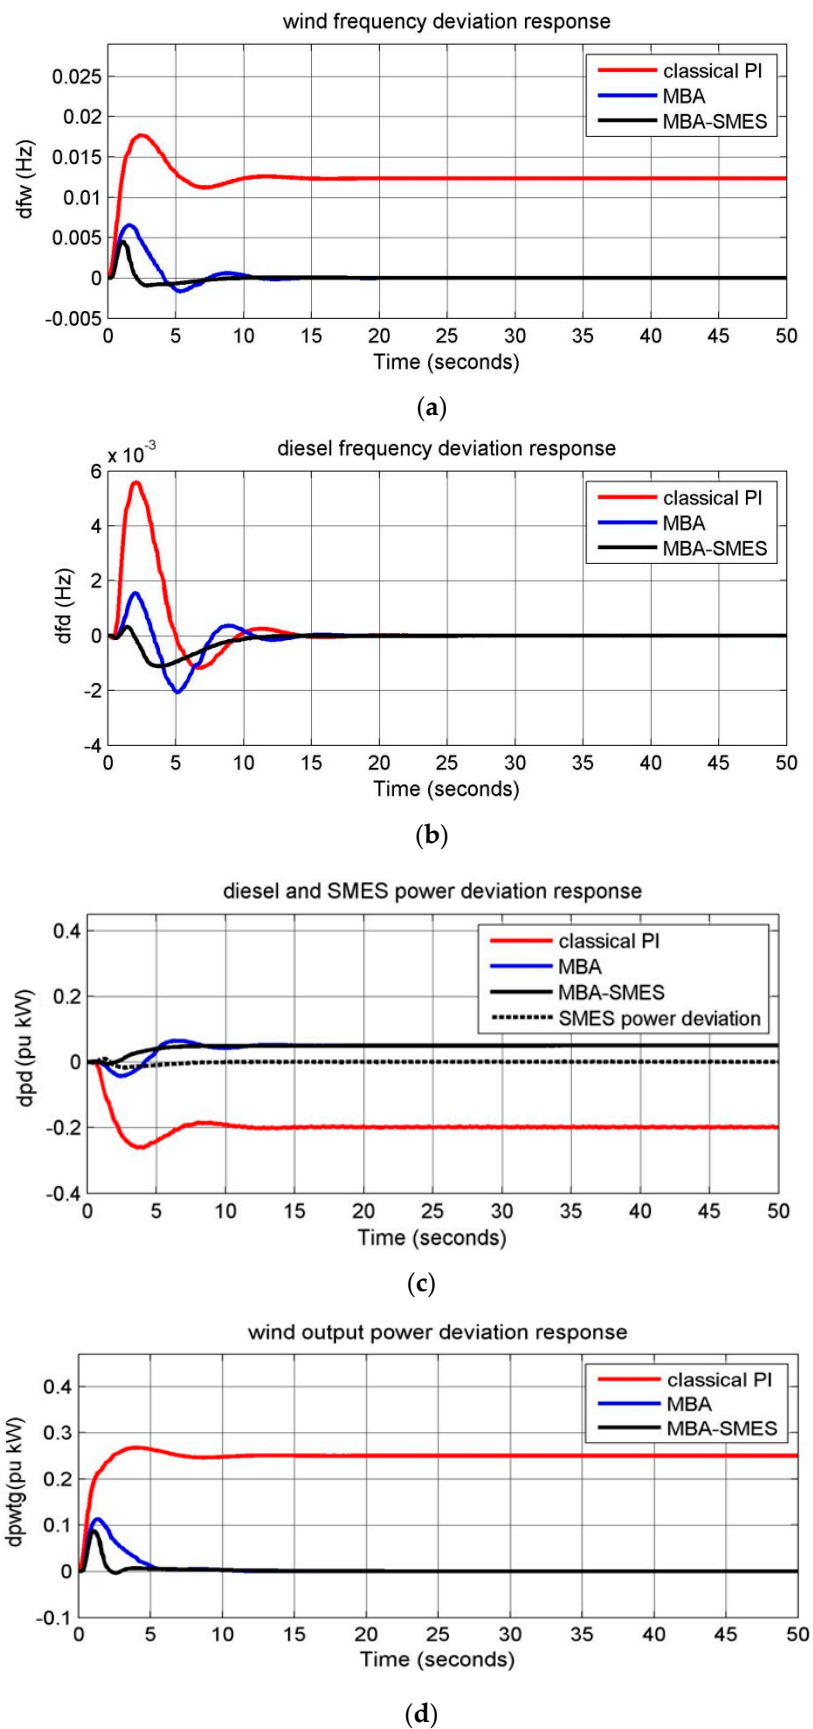 wind frequency deviation response
0.025
0.02
0.015
0.01
0.005
0
-0.005
dfw (Hz)
classical PI
MBA
MBA-SMES
0 5 10 15 20 25 30 35 40 45 50
Time (seconds)
(a)
diesel frequency deviation response
x 10-3
6
4
2
0
-2
-4
dfd (Hz)
classical PI
MBA
MBA-SMES
0 5 10 15 20 25 30 35 40 45 50
Time (seconds)
(b)
diesel and SMES power deviation response
0.4
0.2
0
-0.2
-0.4
dpd (pu kW)
classical PI
MBA
MBA-SMES
SMES power deviation
0 5 10 15 20 25 30 35 40 45 50
Time (seconds)
(c)
wind output power deviation response
0.4
0.3
0.2
0.1
0
-0.1
dpwtg(pu kW)
classical PI
MBA
MBA-SMES
0 5 10 15 20 25 30 35 40 45 50
Time (seconds)
(d)